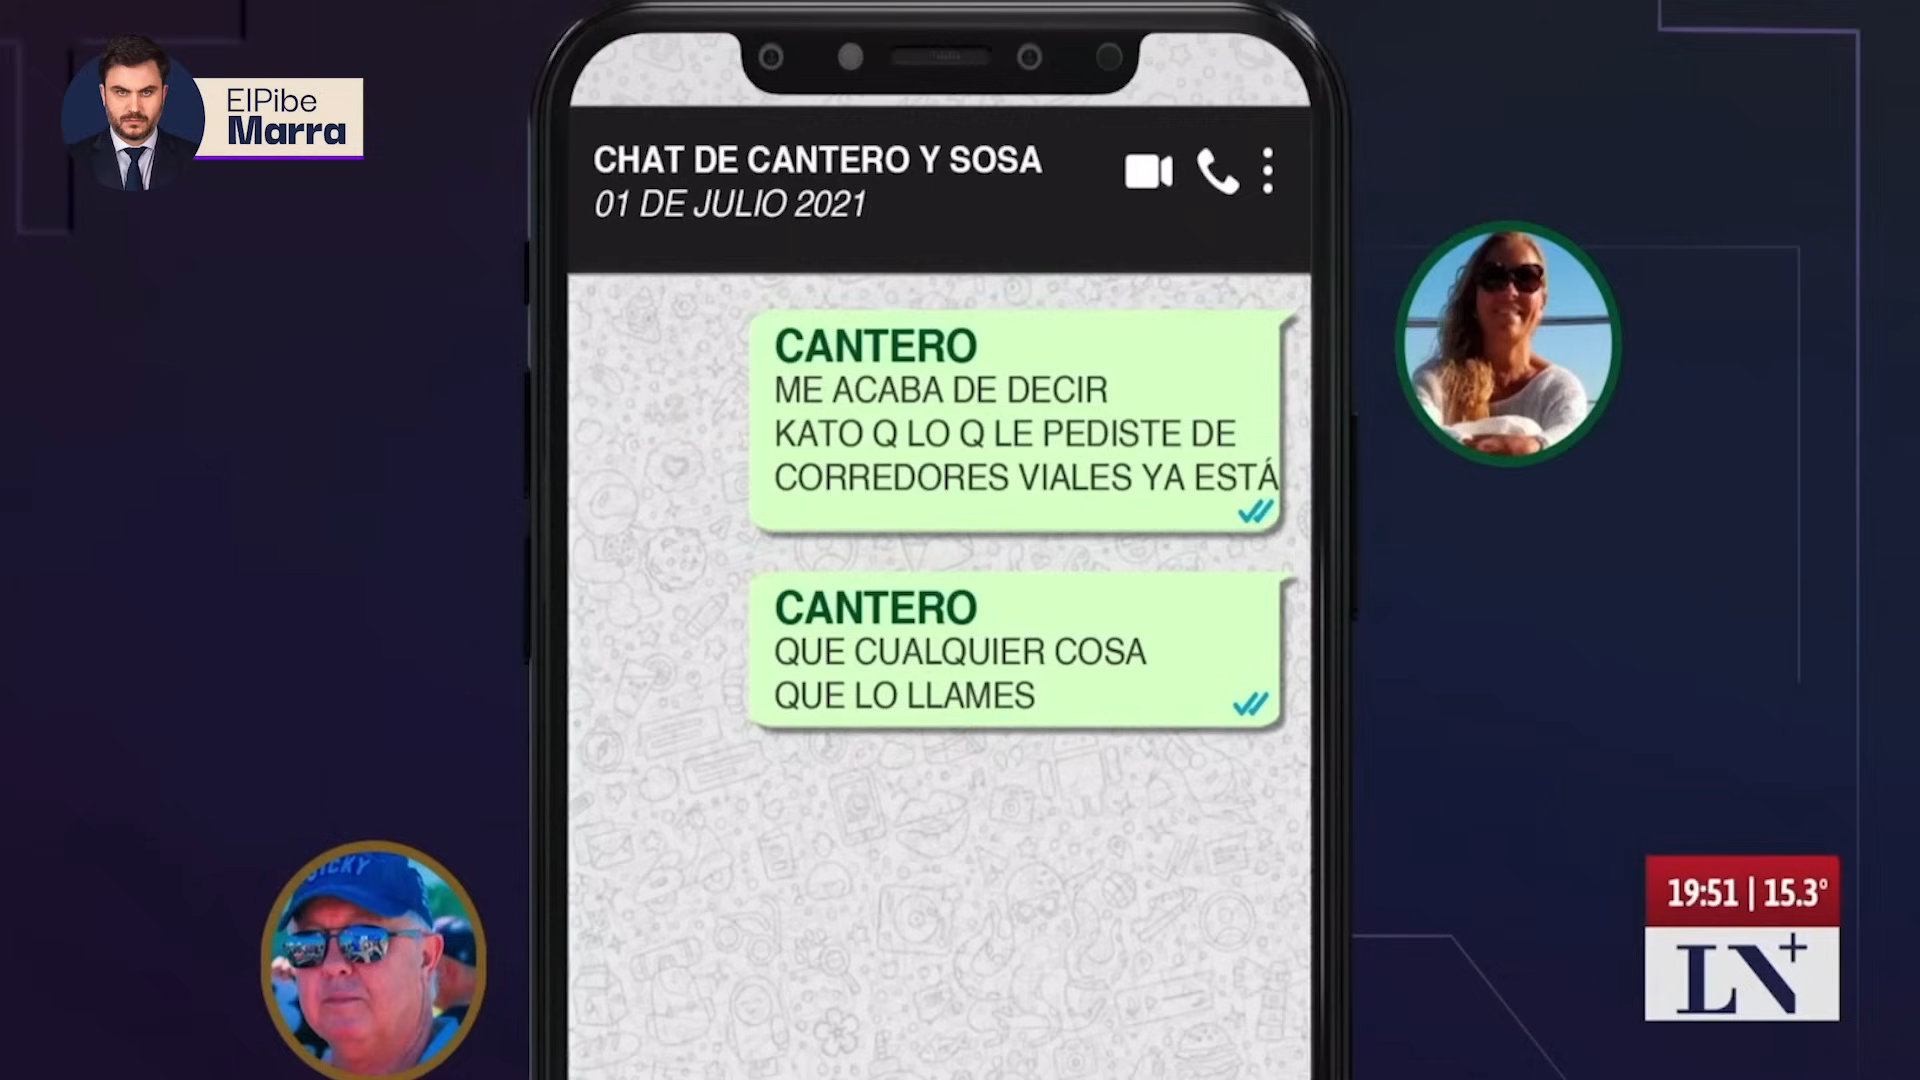 ElPibe
Marra
CHAT DE CANTERO Y SOSA
01 DE JULIO 2021
CANTERO
ME ACABA DE DECIR
KATO Q LO Q LE PEDISTE DE
CORREDORES VIALES YA ESTÁ
CANTERO
QUE CUALQUIER COSA
QUE LO LLAMES
19:51 | 15.3°
LN+